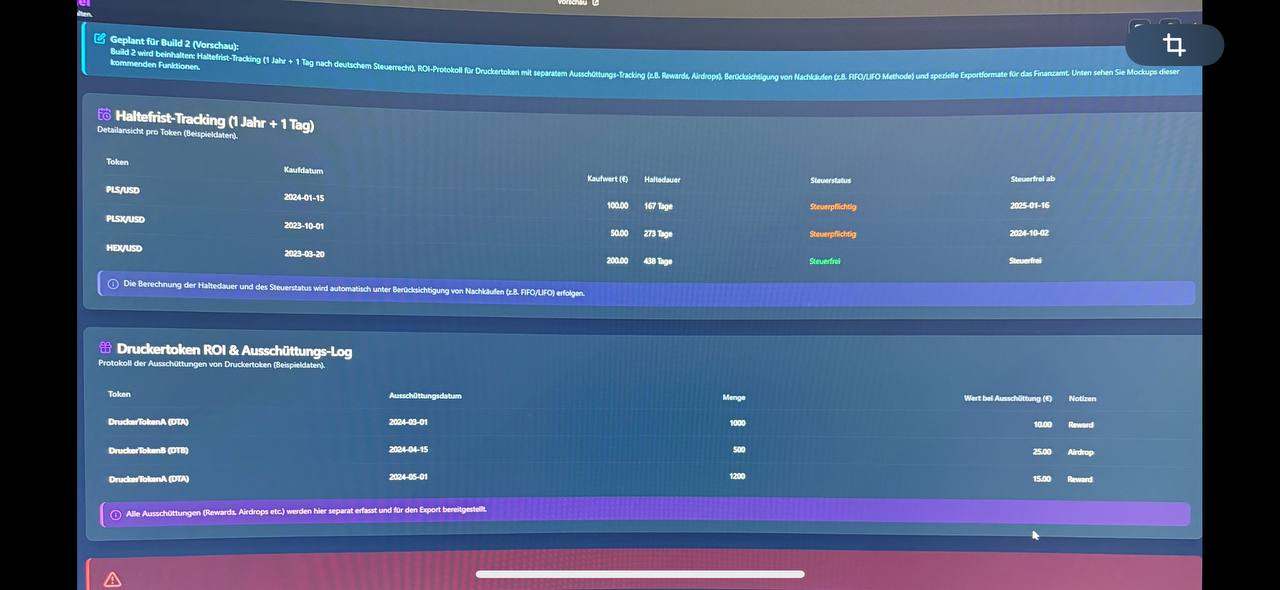 Vorschau
lten.
Geplant für Build 2 (Vorschau):
Build 2 wird beinhalten: Haltefrist-Tracking (1 Jahr + 1 Tag nach deutschem Steuerrecht), ROI-Protokoll für Druckertoken mit separatem Ausschüttungs-Tracking (z.B. Rewards, Airdrops), Berücksichtigung von Nachkäufen (z.B. FIFO/LIFO Methode) und spezielle Exportformate für das Finanzamt. Unten sehen Sie Mockups dieser
kommenden Funktionen.
Haltefrist-Tracking (1 Jahr + 1 Tag)
Detailansicht pro Token (Beispieldaten).
Token Kaufdatum Kaufwert (€) Haltedauer Steuerstatus Steuerfrei ab
PLS/USD 2024-01-15 100.00 167 Tage Steuerpflichtig 2025-01-16
PLSX/USD 2023-10-01 50.00 273 Tage Steuerpflichtig 2024-10-02
HEX/USD 2023-03-20 200.00 438 Tage Steuerfrei Steuerfrei
Die Berechnung der Haltedauer und des Steuerstatus wird automatisch unter Berücksichtigung von Nachkäufen (z.B. FIFO/LIFO) erfolgen.
Druckertoken ROI & Ausschüttungs-Log
Protokoll der Ausschüttungen von Druckertoken (Beispieldaten).
Token Ausschüttungsdatum Menge Wert bei Ausschüttung (€) Notizen
DruckerTokenA (DTA) 2024-03-01 1000 10.00 Reward
DruckerTokenB (DTB) 2024-04-15 500 25.00 Airdrop
DruckerTokenA (DTA) 2024-05-01 1200 15.00 Reward
Alle Ausschüttungen (Rewards, Airdrops etc.) werden hier separat erfasst und für den Export bereitgestellt.